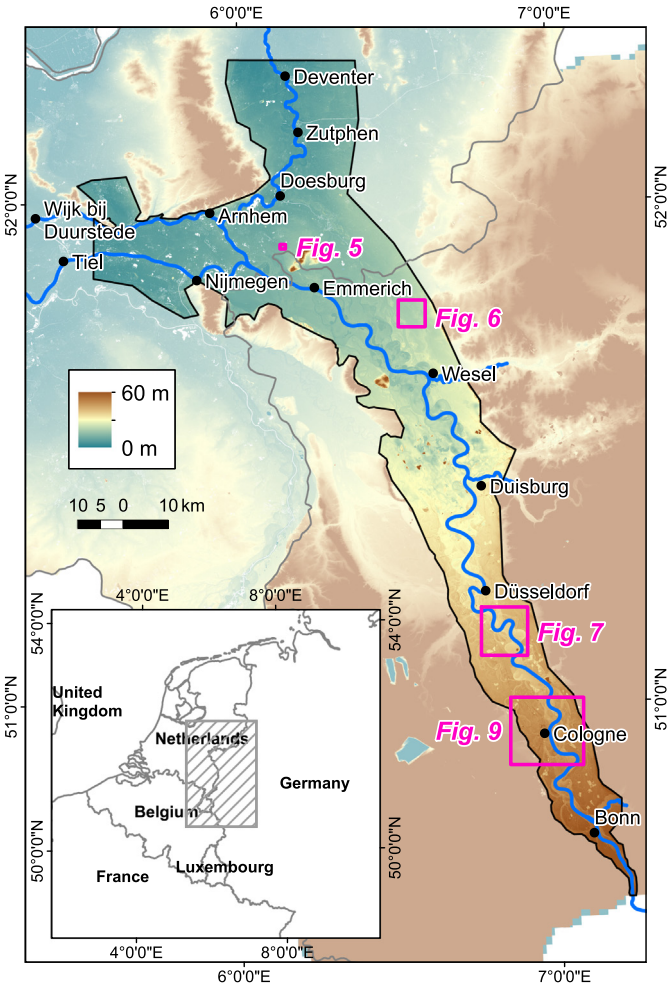 6°0'0"E
7°0'0"E
Deventer
Zutphen
Doesburg
52°0'0"N
52°0'0"N
Wijk bij
Duurstede
Arnhem
Fig. 5
Tiel
Nijmegen
Emmerich
Fig. 6
Wesel
60 m
0 m
10 5 0 10 km
Duisburg
Düsseldorf
4°0'0"E
8°0'0"E
54°0'0"N
54°0'0"N
Fig. 7
51°0'0"N
51°0'0"N
United
Kingdom
Netherlands
Fig. 9
Cologne
Germany
Belgium
Bonn
50°0'0"N
50°0'0"N
Luxembourg
France
4°0'0"E
8°0'0"E
6°0'0"E
7°0'0"E